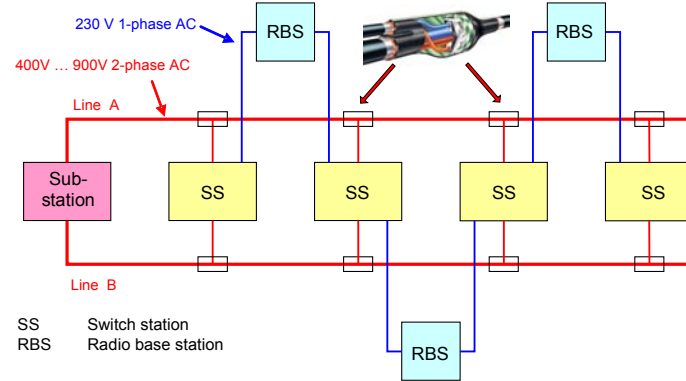 230 V 1-phase AC
RBS
RBS
400V ... 900V 2-phase AC
Line A
Sub-
station
SS
SS
SS
SS
Line B
SS Switch station
RBS Radio base station
RBS